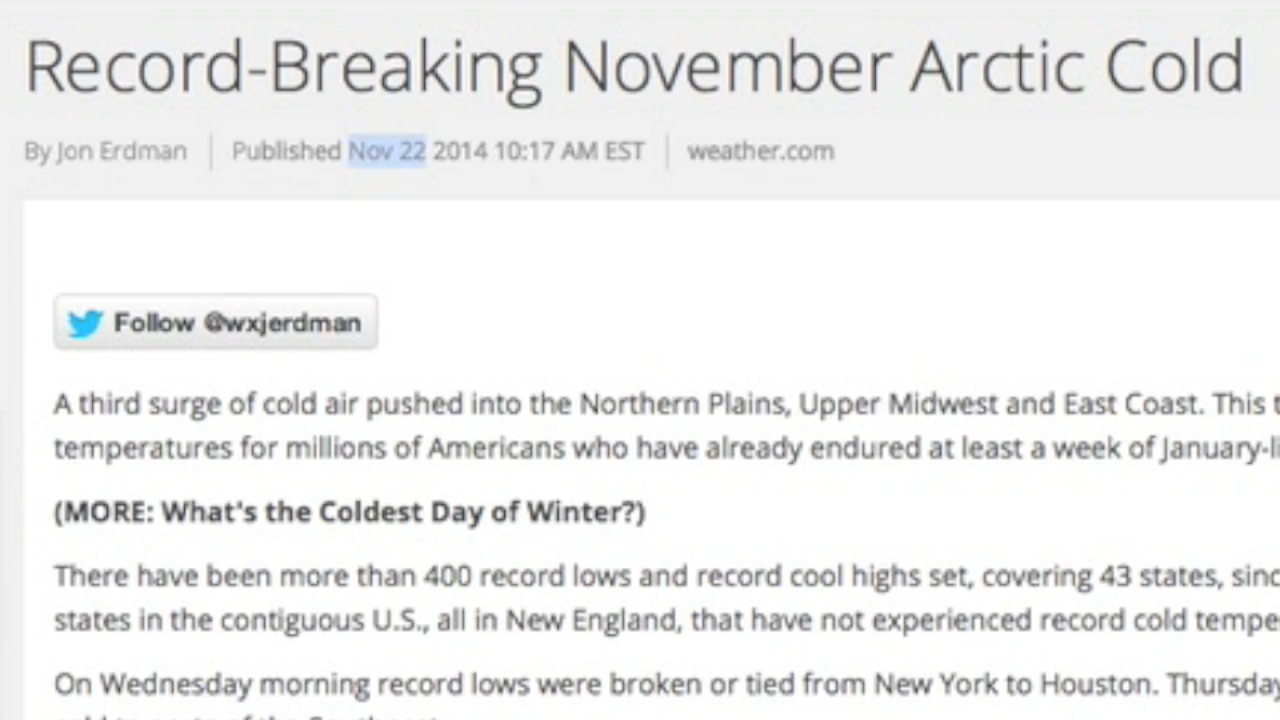 Record-Breaking November Arctic Cold
By Jon Erdman | Published Nov 22 2014 10:17 AM EST | weather.com
Follow @wxjerdman
A third surge of cold air pushed into the Northern Plains, Upper Midwest and East Coast. This
temperatures for millions of Americans who have already endured at least a week of January-li
(MORE: What's the Coldest Day of Winter?)
There have been more than 400 record lows and record cool highs set, covering 43 states, sinc
states in the contiguous U.S., all in New England, that have not experienced record cold tempe
On Wednesday morning record lows were broken or tied from New York to Houston. Thursday